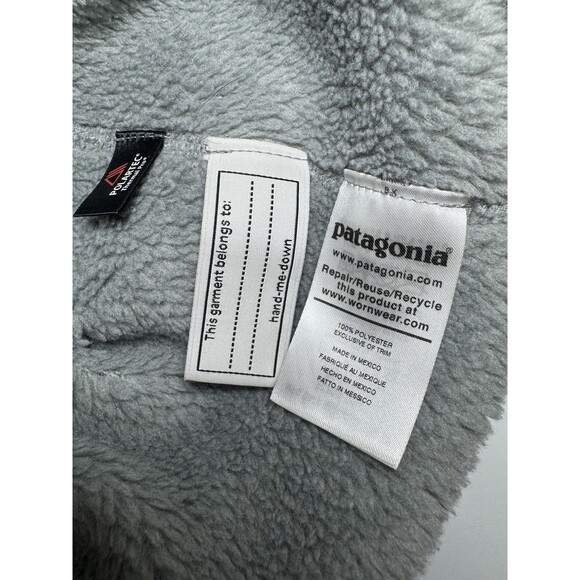 POLARTEC®
Thermal Pro®
This garment belongs to:
hand-me-down
patagonia®
www.patagonia.com
Repair/Reuse/Recycle
this product at
www.wornwear.com
100% POLYESTER
EXCLUSIVE OF TRIM
MADE IN MEXICO
FABRIQUÉ AU MEXIQUE
HECHO EN MEXICO
FATTO IN MESSICO